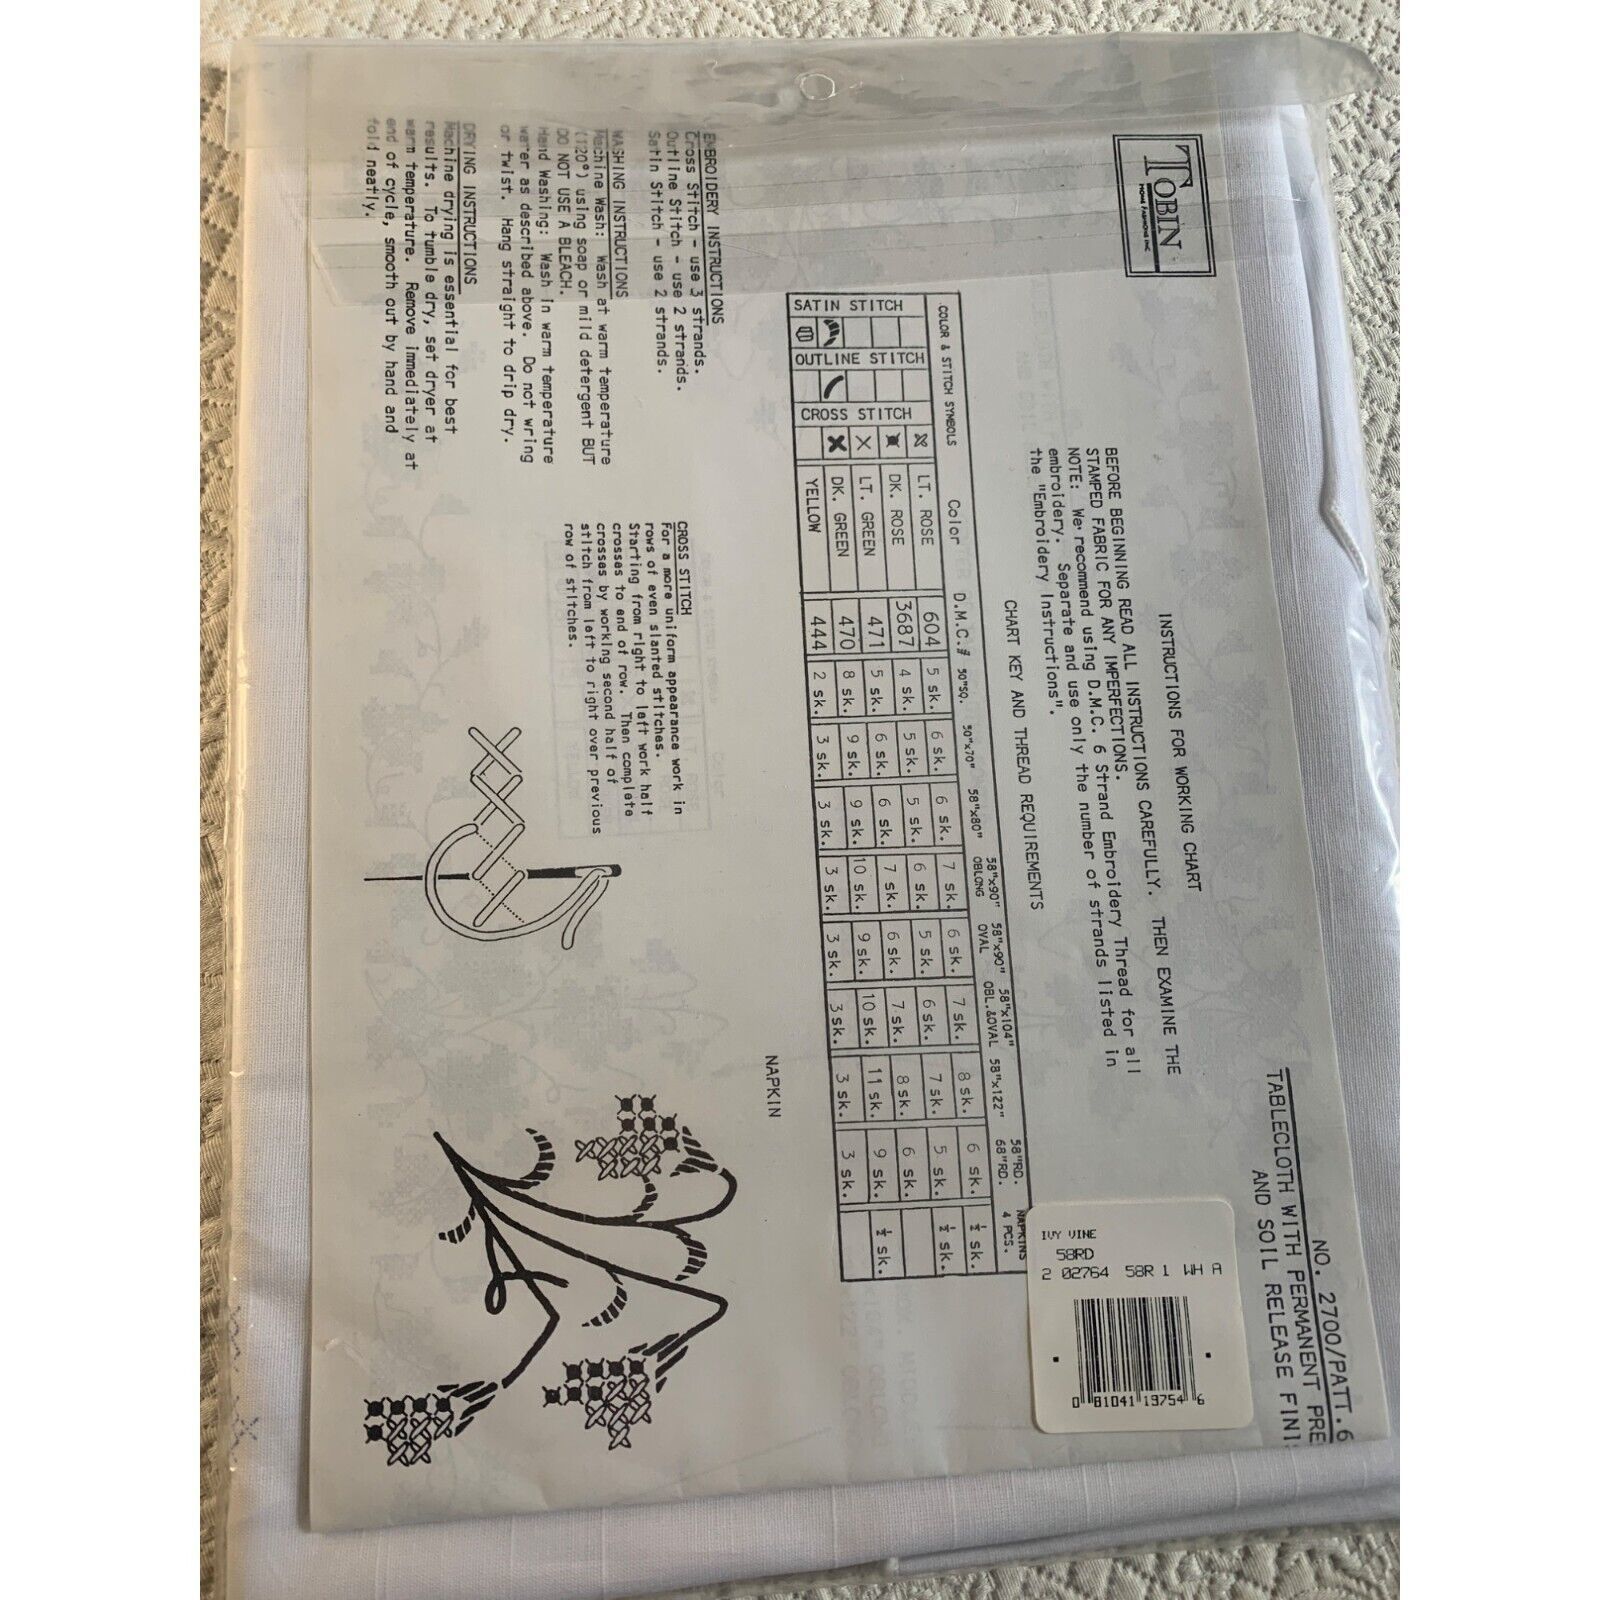 TOBIN
HOME FASHIONS INC
NO. 2700/PATT.6
TABLECLOTH WITH PERMANENT PRE
AND SOIL RELEASE FINI
INSTRUCTIONS FOR WORKING CHART
BEFORE BEGINNING READ ALL INSTRUCTIONS CAREFULLY. THEN EXAMINE THE
STAMPED FABRIC FOR ANY IMPERFECTIONS.
NOTE: We recommend using D.M.C. 6 Strand Embroidery Thread for all
embroidery. Separate and use only the number of strands listed in
the "Embroidery Instructions".
CHART KEY AND THREAD REQUIREMENTS
COLOR & STITCH SYMBOLS Color D.M.C.# 50"SQ. 50"x70" 58"x80" 58"x90" OBLONG 58"x90" OVAL 58"x104" OBL.&OVAL 58"x122" 58"RD. 68"RD. NAPKINS 4 PCS.
SATIN STITCH
OUTLINE STITCH
CROSS STITCH
LT. ROSE 604 5 sk. 6 sk. 6 sk. 7 sk. 6 sk. 7 sk. 8 sk. 6 sk. ½ sk.
DK. ROSE 3687 4 sk. 5 sk. 5 sk. 6 sk. 5 sk. 6 sk. 7 sk. 5 sk. ½ sk.
LT. GREEN 471 5 sk. 6 sk. 6 sk. 7 sk. 6 sk. 7 sk. 8 sk. 6 sk.
DK. GREEN 470 8 sk. 9 sk. 9 sk. 10 sk. 9 sk. 10 sk. 11 sk. 9 sk. ½ sk.
YELLOW 444 2 sk. 3 sk. 3 sk. 3 sk. 3 sk. 3 sk. 3 sk. 3 sk.
EMBROIDERY INSTRUCTIONS
Cross Stitch - use 3 strands.
Outline Stitch - use 2 strands.
Satin Stitch - use 2 strands.
WASHING INSTRUCTIONS
Machine Wash: Wash at warm temperature
(120°) using soap or mild detergent BUT
DO NOT USE A BLEACH.
Hand Washing: Wash in warm temperature
water as described above. Do not wring
or twist. Hang straight to drip dry.
DRYING INSTRUCTIONS
Machine drying is essential for best
results. To tumble dry, set dryer at
warm temperature. Remove immediately at
end of cycle, smooth out by hand and
fold neatly.
CROSS STITCH
For a more uniform appearance work in
rows of even slanted stitches.
Starting from right to left work half
crosses to end of row. Then complete
crosses by working second half of
stitch from left to right over previous
row of stitches.
NAPKIN
IVY VINE
58RD
2 02764 58R 1 WH A
0 81041 13754 6